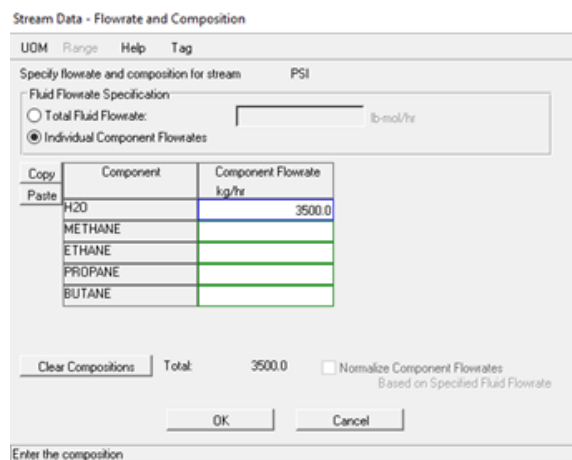 Stream Data - Flowrate and Composition
UOM Range Help Tag
Specify flowrate and composition for stream PSI
Fluid Flowrate Specification
Total Fluid Flowrate: lb-mol/hr
Individual Component Flowrates
Copy Component Component Flowrate
Paste kg/hr
H2O 3500.0
METHANE
ETHANE
PROPANE
BUTANE
Clear Compositions Total: 3500.0 Normalize Component Flowrates
Based on Specified Fluid Flowrate
OK Cancel
Enter the composition